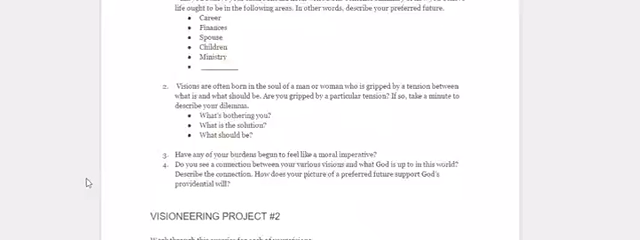 life ought to be in the following areas. In other words, describe your preferred future.
• Career
• Finances
• Spouse
• Children
• Ministry
• ________
2. Visions are often born in the soul of a man or woman who is gripped by a tension between
what is and what should be. Are you gripped by a particular tension? If so, take a minute to
describe your dilemma.
• What's bothering you?
• What is the solution?
• What should be?
3. Have any of your burdens begun to feel like a moral imperative?
4. Do you see a connection between your various visions and what God is up to in this world?
Describe the connection. How does your picture of a preferred future support God's
providential will?
VISIONEERING PROJECT #2